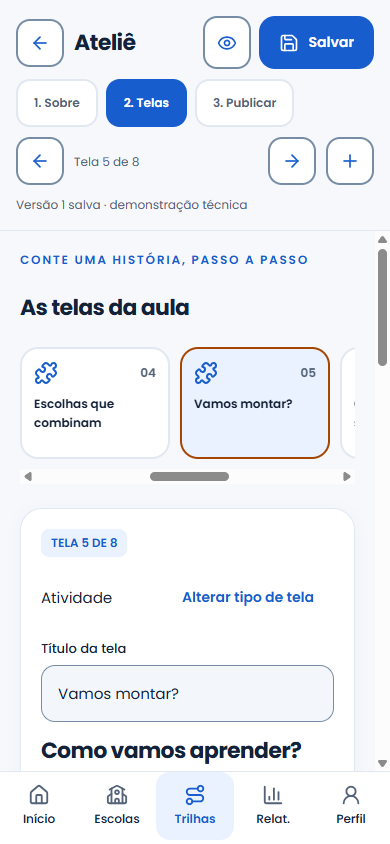 Ateliê
Salvar
1. Sobre
2. Telas
3. Publicar
Tela 5 de 8
Versão 1 salva · demonstração técnica
CONTE UMA HISTÓRIA, PASSO A PASSO
As telas da aula
04
Escolhas que
combinam
05
Vamos montar?
TELA 5 DE 8
Atividade
Alterar tipo de tela
Título da tela
Vamos montar?
Como vamos aprender?
Início
Escolas
Trilhas
Relat.
Perfil